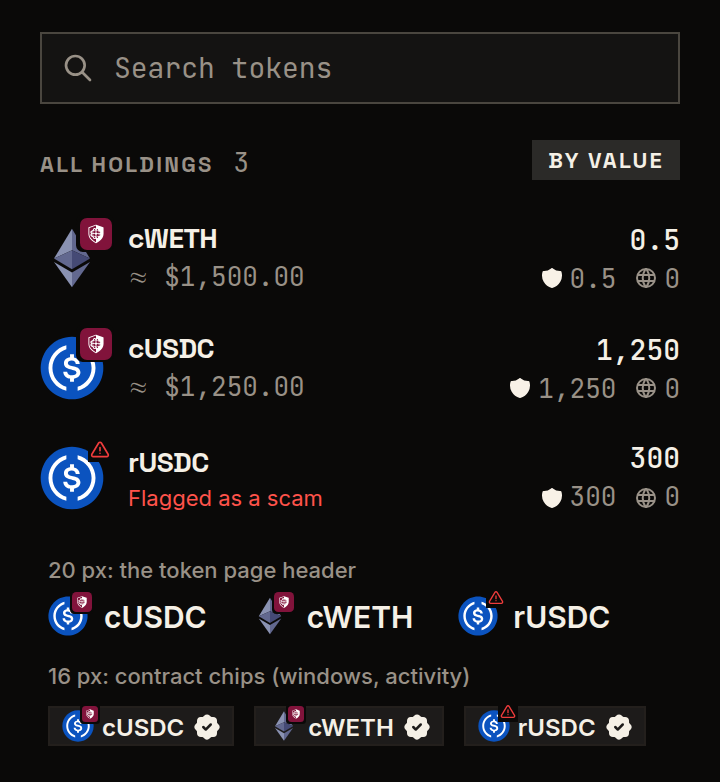 Search tokens
ALL HOLDINGS 3 BY VALUE
cWETH 0.5
≈ $1,500.00 0.5 0
cUSDC 1,250
≈ $1,250.00 1,250 0
rUSDC 300
Flagged as a scam 300 0
20 px: the token page header
cUSDC cWETH rUSDC
16 px: contract chips (windows, activity)
cUSDC cWETH rUSDC